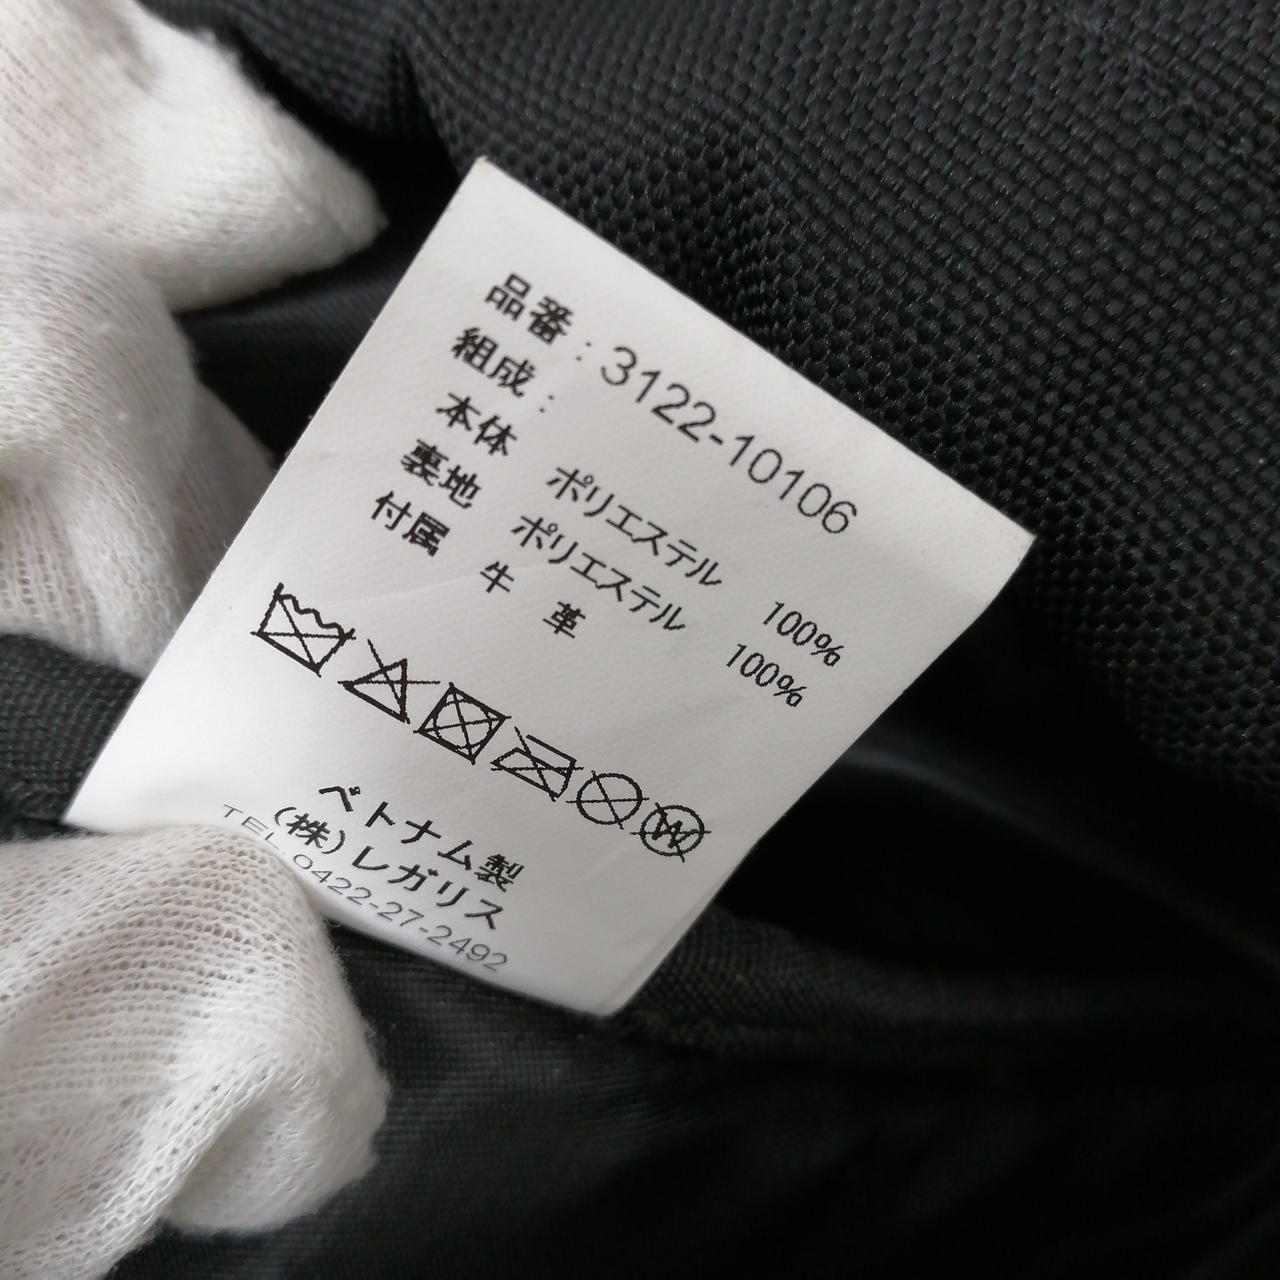 品番：3122-10106
組成：
本体 ポリエステル 100%
裏地 ポリエステル 100%
付属 牛 革
W
ベトナム製
(株)レガリス
TEL:0422-27-2492